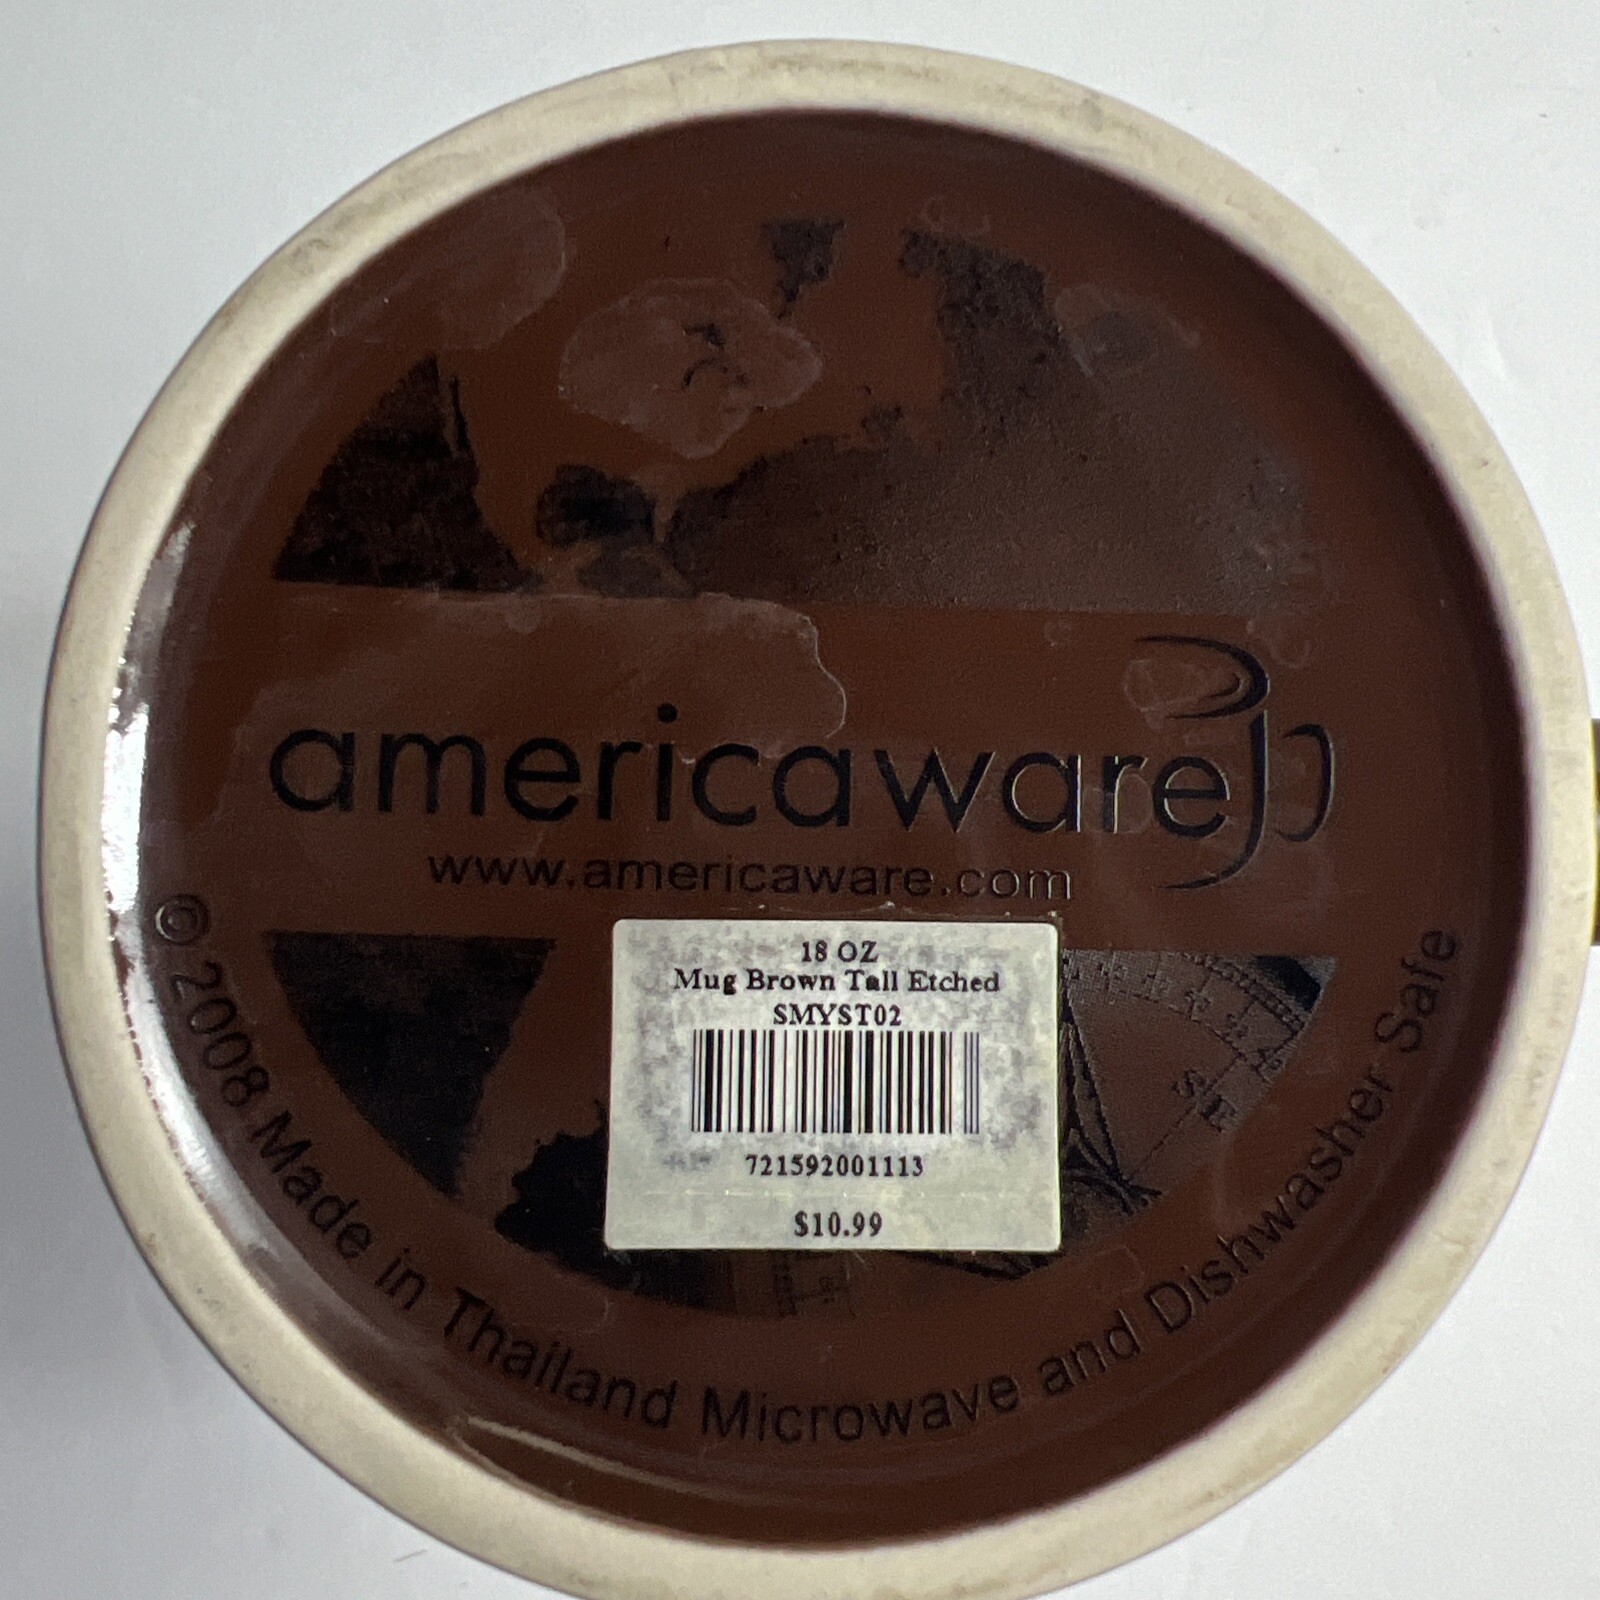 americaware
www.americaware.com
18 OZ
Mug Brown Tall Etched
SMYST02
721592001113
$10.99
SE
© 2008 Made in Thailand Microwave and Dishwasher Safe